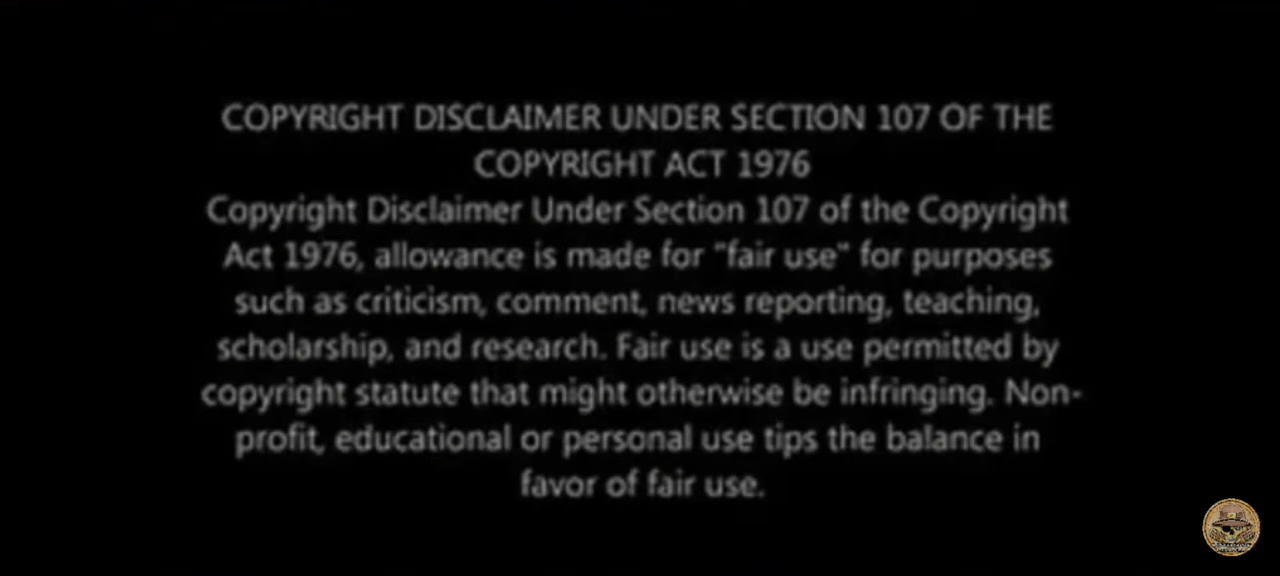 COPYRIGHT DISCLAIMER UNDER SECTION 107 OF THE
COPYRIGHT ACT 1976
Copyright Disclaimer Under Section 107 of the Copyright
Act 1976, allowance is made for "fair use" for purposes
such as criticism, comment, news reporting, teaching,
scholarship, and research. Fair use is a use permitted by
copyright statute that might otherwise be infringing. Non-
profit, educational or personal use tips the balance in
favor of fair use.